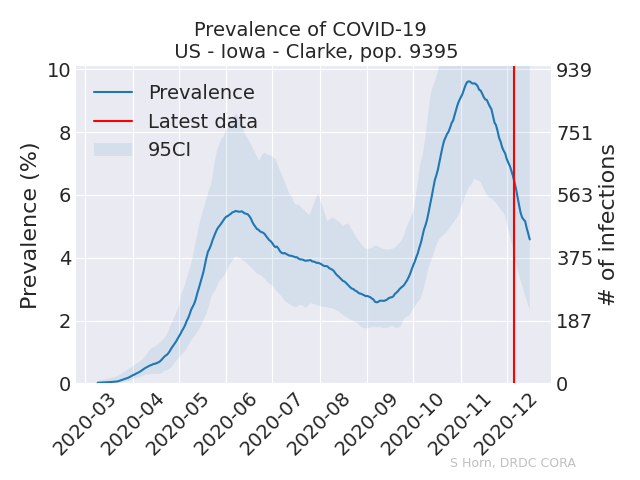 Prevalence of COVID-19
US - Iowa - Clarke, pop. 9395
Prevalence
Latest data
95CI
Prevalence (%)
10
8
6
4
2
0
939
751
563
375
187
0
# of infections
2020-03
2020-04
2020-05
2020-06
2020-07
2020-08
2020-09
2020-10
2020-11
2020-12
S Horn, DRDC CORA